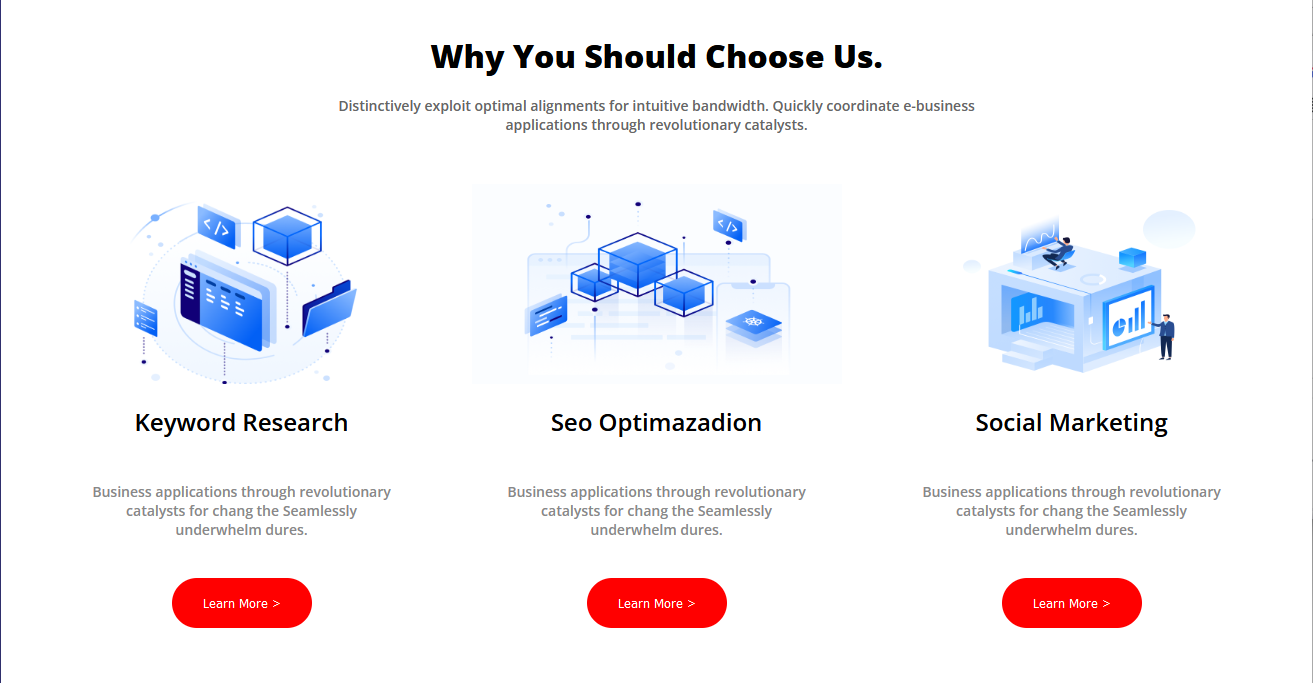 Why You Should Choose Us.
Distinctively exploit optimal alignments for intuitive bandwidth. Quickly coordinate e-business
applications through revolutionary catalysts.
</>
</>
Keyword Research
Seo Optimazadion
Social Marketing
Business applications through revolutionary
catalysts for chang the Seamlessly
underwhelm dures.
Business applications through revolutionary
catalysts for chang the Seamlessly
underwhelm dures.
Business applications through revolutionary
catalysts for chang the Seamlessly
underwhelm dures.
Learn More >
Learn More >
Learn More >